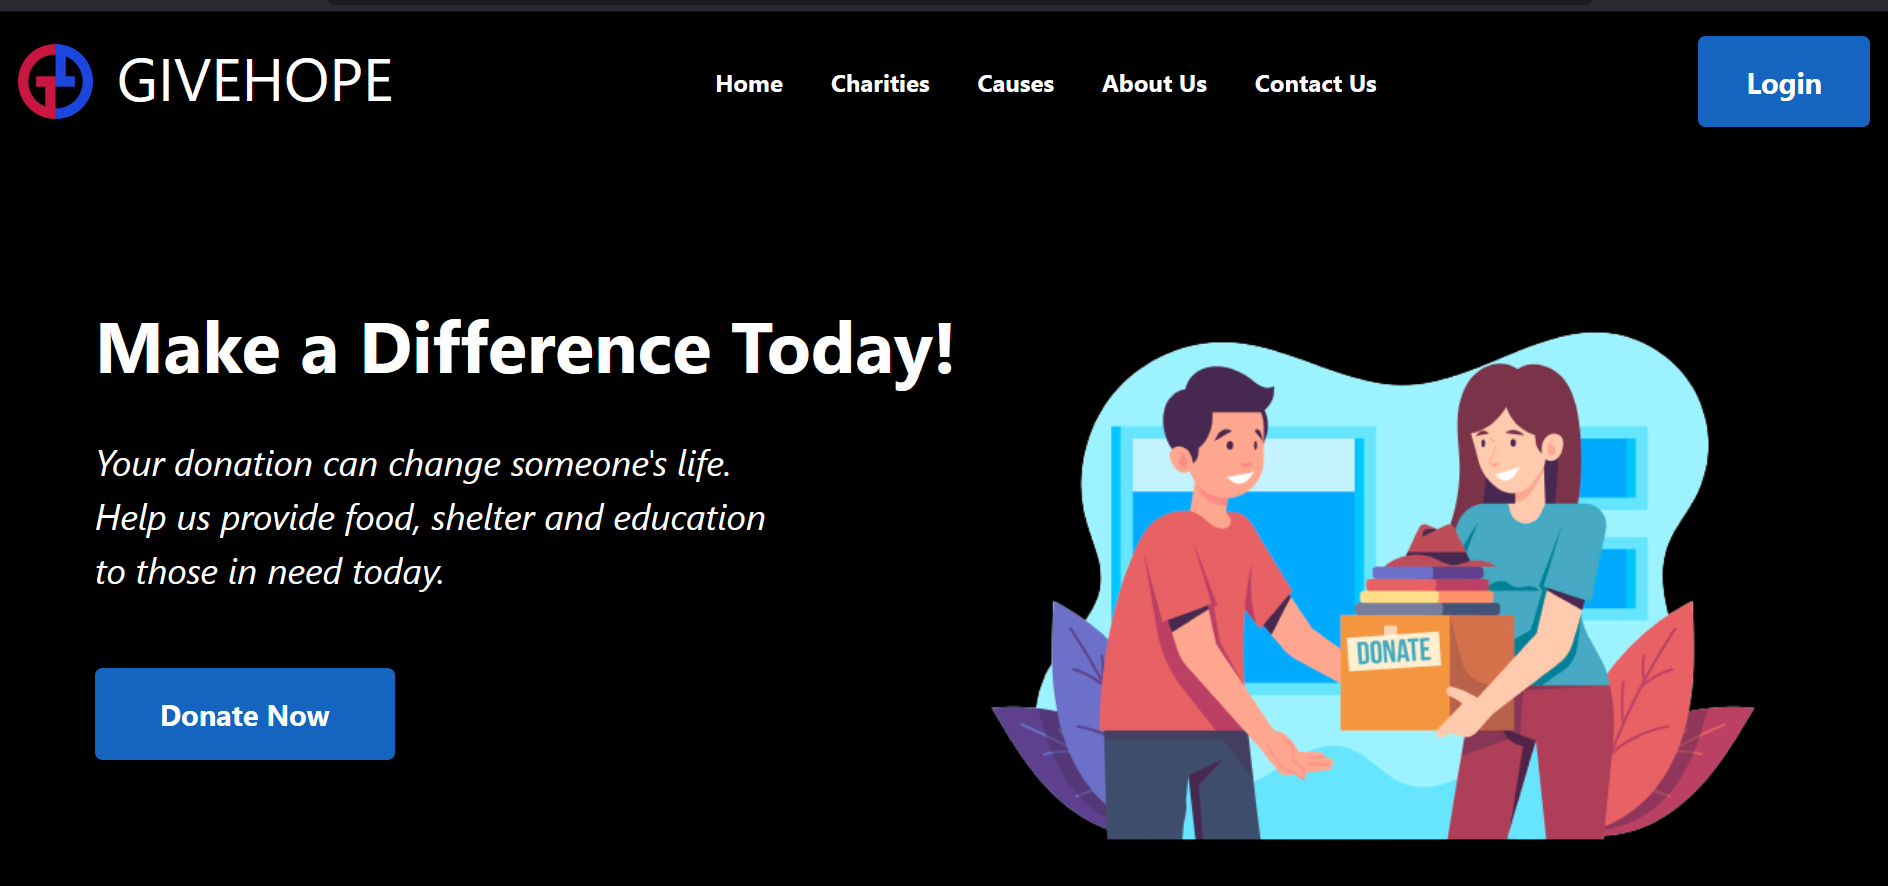 GIVEHOPE
Home Charities Causes About Us Contact Us
Login
Make a Difference Today!
Your donation can change someone's life.
Help us provide food, shelter and education
to those in need today.
Donate Now
DONATE